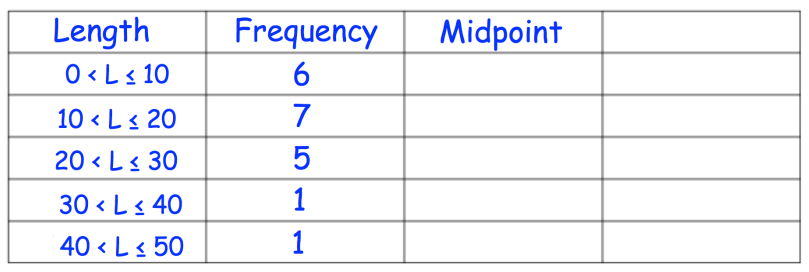 Length Frequency Midpoint
0 < L ≤ 10 6
10 < L ≤ 20 7
20 < L ≤ 30 5
30 < L ≤ 40 1
40 < L ≤ 50 1